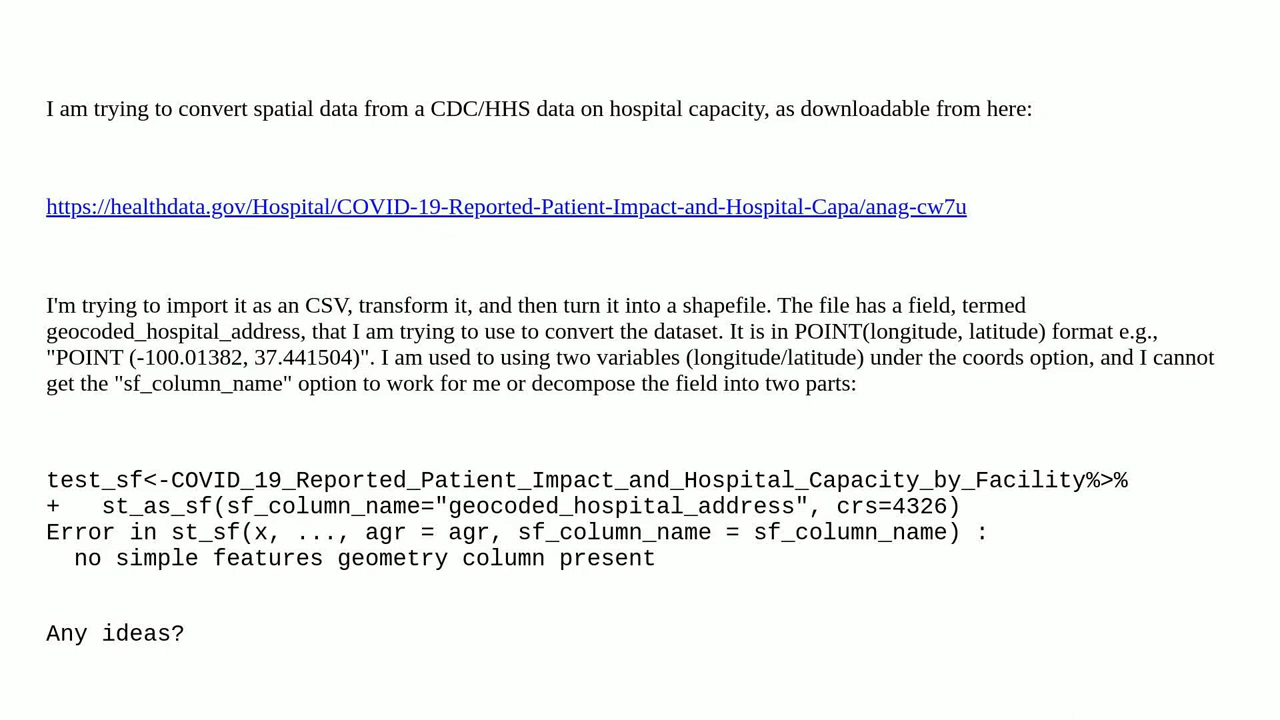 I am trying to convert spatial data from a CDC/HHS data on hospital capacity, as downloadable from here:
https://healthdata.gov/Hospital/COVID-19-Reported-Patient-Impact-and-Hospital-Capa/anag-cw7u
I'm trying to import it as an CSV, transform it, and then turn it into a shapefile. The file has a field, termed
geocoded_hospital_address, that I am trying to use to convert the dataset. It is in POINT(longitude, latitude) format e.g.,
"POINT (-100.01382, 37.441504)". I am used to using two variables (longitude/latitude) under the coords option, and I cannot
get the "sf_column_name" option to work for me or decompose the field into two parts:
test_sf<-COVID_19_Reported_Patient_Impact_and_Hospital_Capacity_by_Facility%>%
+   st_as_sf(sf_column_name="geocoded_hospital_address", crs=4326)
Error in st_sf(x, ..., agr = agr, sf_column_name = sf_column_name) :
  no simple features geometry column present
Any ideas?